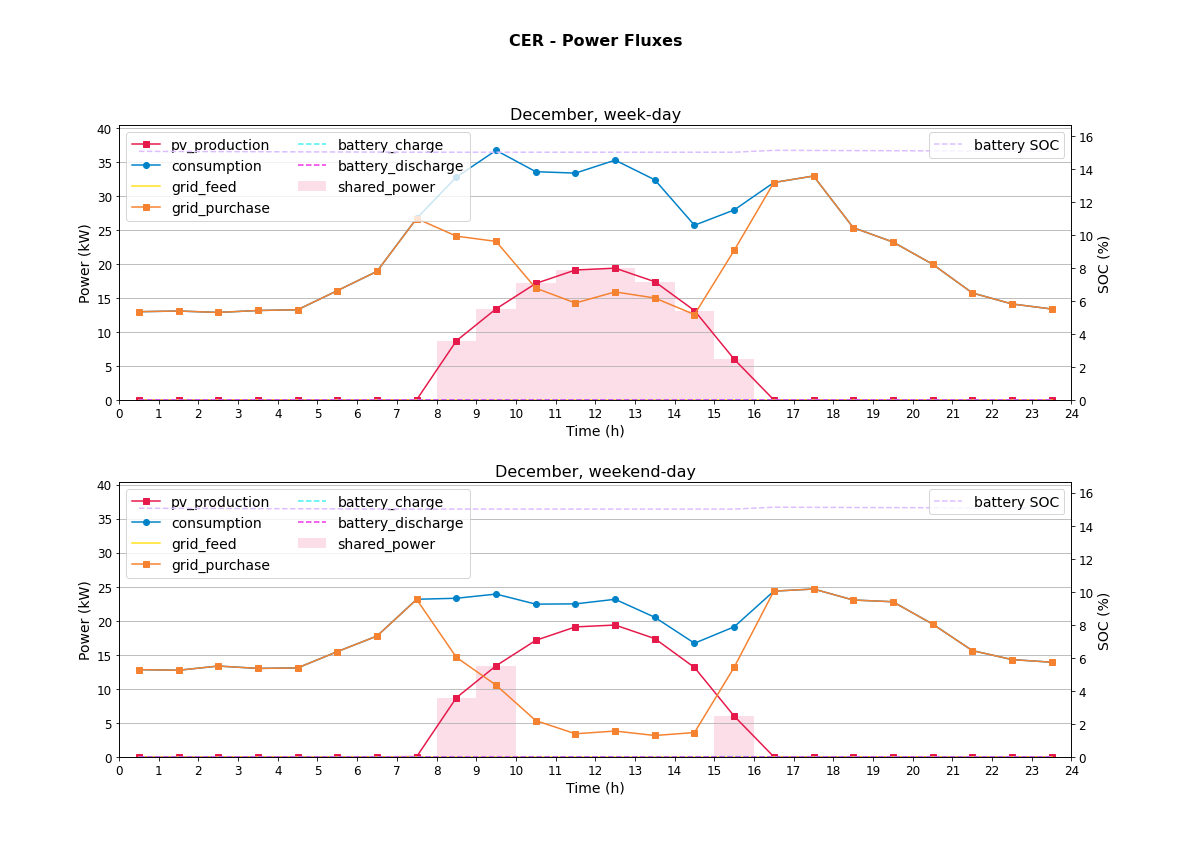 CER - Power Fluxes
December, week-day
40
35
30
25
20
15
10
5
0
Power (kW)
pv_production
consumption
grid_feed
grid_purchase
battery_charge
battery_discharge
shared_power
battery SOC
16
14
12
10
8
6
4
2
0
SOC (%)
0 1 2 3 4 5 6 7 8 9 10 11 12 13 14 15 16 17 18 19 20 21 22 23 24
Time (h)
December, weekend-day
40
35
30
25
20
15
10
5
0
Power (kW)
pv_production
consumption
grid_feed
grid_purchase
battery_charge
battery_discharge
shared_power
battery SOC
16
14
12
10
8
6
4
2
0
SOC (%)
0 1 2 3 4 5 6 7 8 9 10 11 12 13 14 15 16 17 18 19 20 21 22 23 24
Time (h)